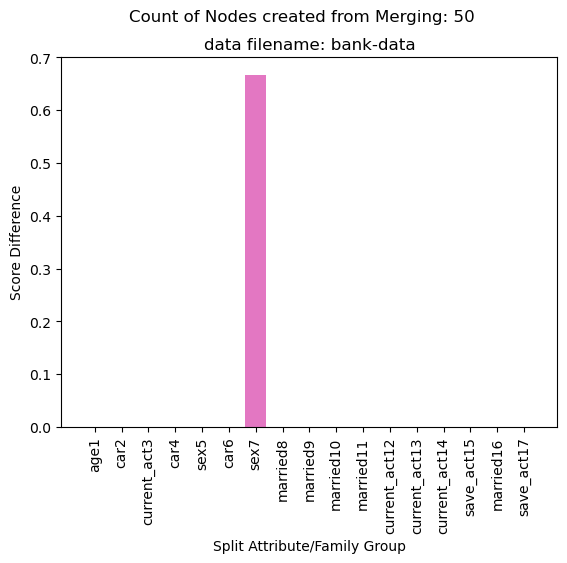 Count of Nodes created from Merging: 50
data filename: bank-data
0.7
0.6
0.5
0.4
0.3
0.2
0.1
0.0
Score Difference
age1
car2
current_act3
car4
sex5
car6
sex7
married8
married9
married10
married11
current_act12
current_act13
current_act14
save_act15
married16
save_act17
Split Attribute/Family Group